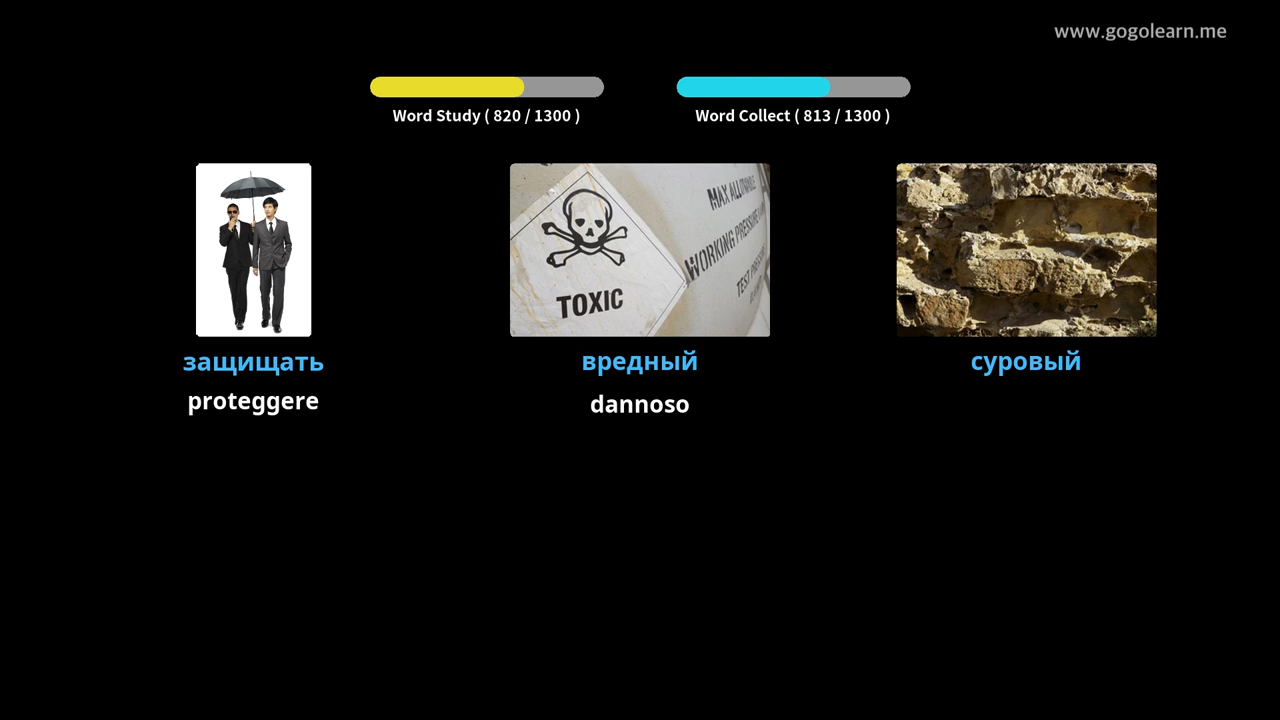 www.gogolearn.me
Word Study ( 820 / 1300 )
Word Collect ( 813 / 1300 )
TOXIC
MAX ALLOWABLE
WORKING PRESSURE
защищать
вредный
суровый
proteggere
dannoso